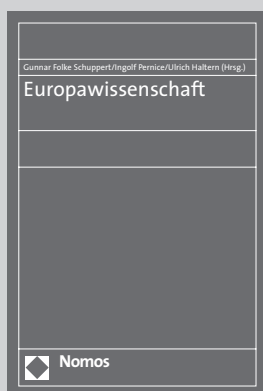 Gunnar Folke Schuppert/Ingolf Pernice/Ulrich Haltern (Hrsg.)
Europawissenschaft
Nomos